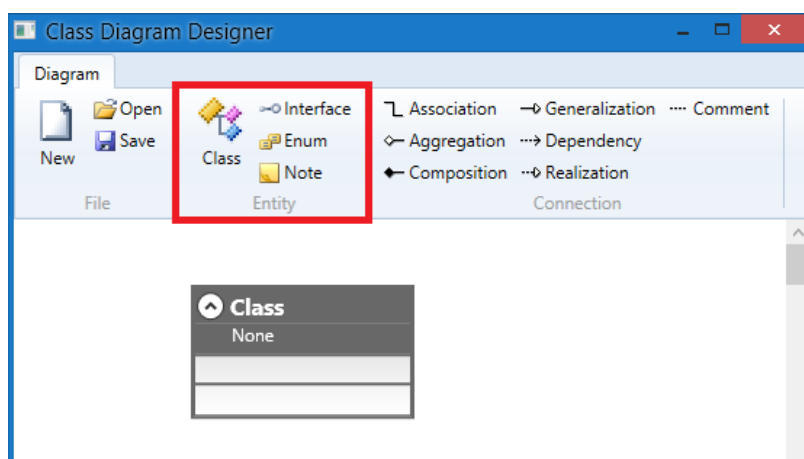 Class Diagram Designer
Diagram
Open Interface Association Generalization Comment
Save Enum Aggregation Dependency
New Class Note Composition Realization
File Entity Connection
Class
None